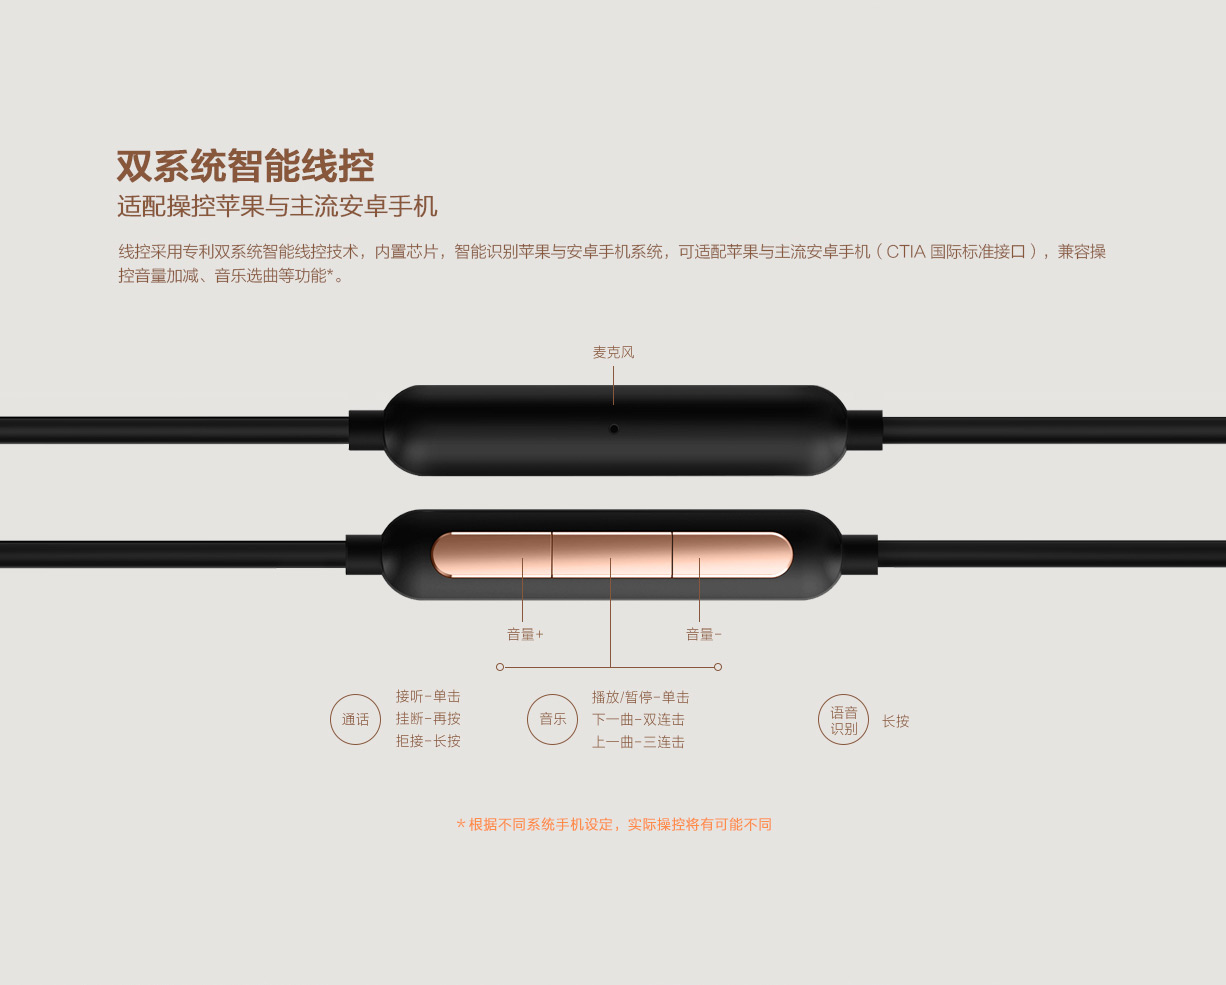 双系统智能线控
适配操控苹果与主流安卓手机
线控采用专利双系统智能线控技术，内置芯片，智能识别苹果与安卓手机系统，可适配苹果与主流安卓手机（CTIA 国际标准接口），兼容操
控音量加减、音乐选曲等功能*。
麦克风
音量+
音量-
通话
接听-单击
挂断-再按
拒接-长按
音乐
播放/暂停-单击
下一曲-双连击
上一曲-三连击
语音
识别
长按
*根据不同系统手机设定，实际操控将有可能不同